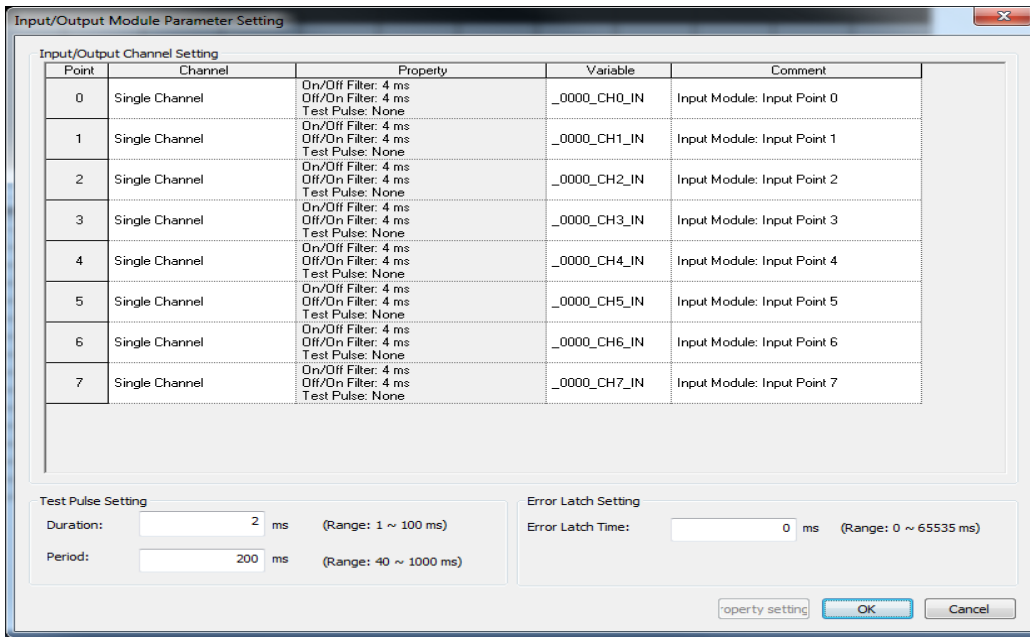 Input/Output Module Parameter Setting
Input/Output Channel Setting
Point Channel Property Variable Comment
0 Single Channel On/Off Filter: 4 ms
Off/On Filter: 4 ms
Test Pulse: None _0000_CH0_IN Input Module: Input Point 0
1 Single Channel On/Off Filter: 4 ms
Off/On Filter: 4 ms
Test Pulse: None _0000_CH1_IN Input Module: Input Point 1
2 Single Channel On/Off Filter: 4 ms
Off/On Filter: 4 ms
Test Pulse: None _0000_CH2_IN Input Module: Input Point 2
3 Single Channel On/Off Filter: 4 ms
Off/On Filter: 4 ms
Test Pulse: None _0000_CH3_IN Input Module: Input Point 3
4 Single Channel On/Off Filter: 4 ms
Off/On Filter: 4 ms
Test Pulse: None _0000_CH4_IN Input Module: Input Point 4
5 Single Channel On/Off Filter: 4 ms
Off/On Filter: 4 ms
Test Pulse: None _0000_CH5_IN Input Module: Input Point 5
6 Single Channel On/Off Filter: 4 ms
Off/On Filter: 4 ms
Test Pulse: None _0000_CH6_IN Input Module: Input Point 6
7 Single Channel On/Off Filter: 4 ms
Off/On Filter: 4 ms
Test Pulse: None _0000_CH7_IN Input Module: Input Point 7
Test Pulse Setting
Duration: 2 ms (Range: 1 ~ 100 ms)
Period: 200 ms (Range: 40 ~ 1000 ms)
Error Latch Setting
Error Latch Time: 0 ms (Range: 0 ~ 65535 ms)
roperty setting OK Cancel